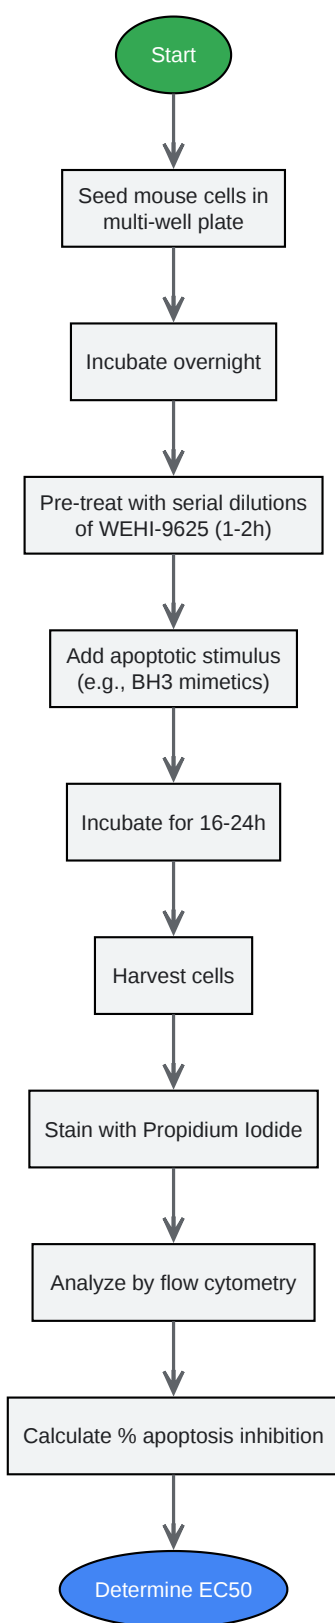 Start
Seed mouse cells in
multi-well plate
Incubate overnight
Pre-treat with serial dilutions
of WEHI-9625 (1-2h)
Add apoptotic stimulus
(e.g., BH3 mimetics)
Incubate for 16-24h
Harvest cells
Stain with Propidium Iodide
Analyze by flow cytometry
Calculate % apoptosis inhibition
Determine EC50